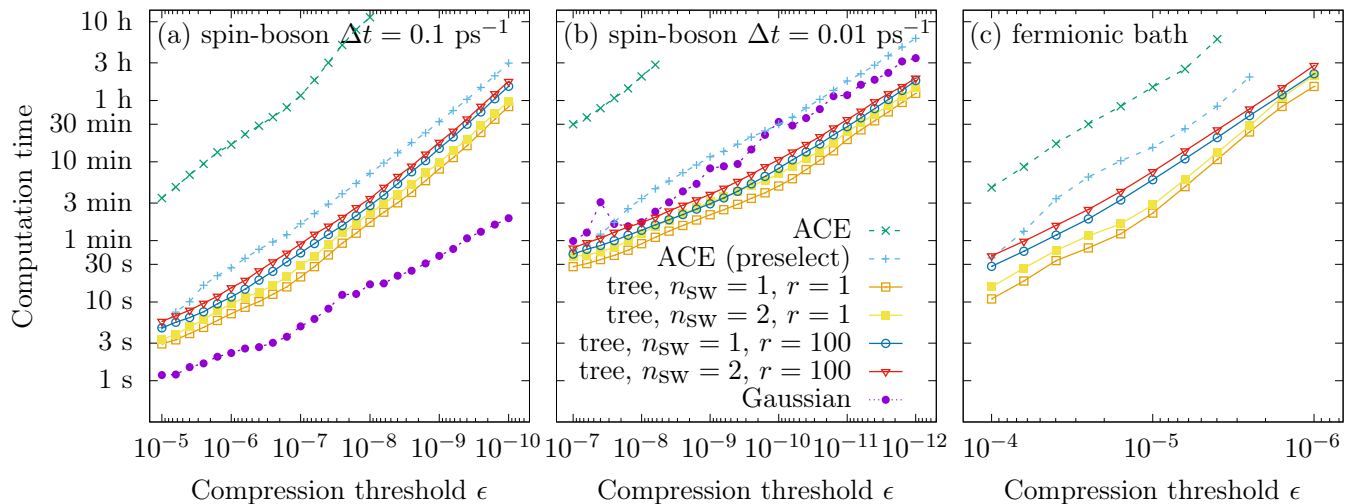 (a) spin-boson Δt = 0.1 ps⁻¹
(b) spin-boson Δt = 0.01 ps⁻¹
(c) fermionic bath
Computation time
10 h
3 h
1 h
30 min
10 min
3 min
1 min
30 s
10 s
3 s
1 s
ACE
ACE (preselect)
tree, n_sw = 1, r = 1
tree, n_sw = 2, r = 1
tree, n_sw = 1, r = 100
tree, n_sw = 2, r = 100
Gaussian
10⁻⁵ 10⁻⁶ 10⁻⁷ 10⁻⁸ 10⁻⁹ 10⁻¹⁰
10⁻⁷ 10⁻⁸ 10⁻⁹ 10⁻¹⁰ 10⁻¹¹ 10⁻¹²
10⁻⁴ 10⁻⁵ 10⁻⁶
Compression threshold ϵ
Compression threshold ϵ
Compression threshold ϵ